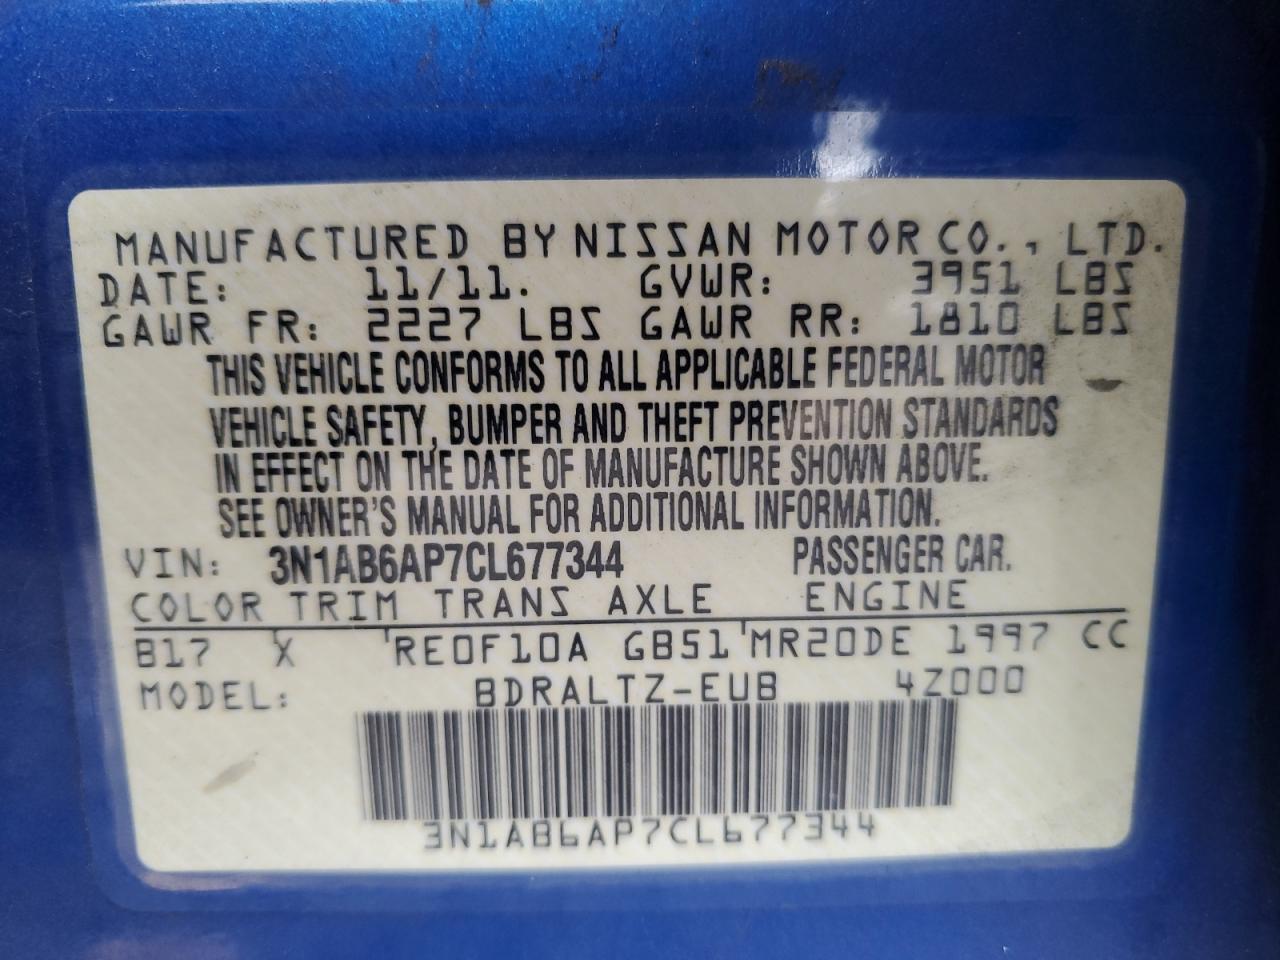 MANUFACTURED BY NISSAN MOTOR CO., LTD.
DATE: 11/11. GVWR: 3951 LBS
GAWR FR: 2227 LBS GAWR RR: 1810 LBS
THIS VEHICLE CONFORMS TO ALL APPLICABLE FEDERAL MOTOR
VEHICLE SAFETY, BUMPER AND THEFT PREVENTION STANDARDS
IN EFFECT ON THE DATE OF MANUFACTURE SHOWN ABOVE.
SEE OWNER'S MANUAL FOR ADDITIONAL INFORMATION.
VIN: 3N1AB6AP7CL677344 PASSENGER CAR.
COLOR TRIM TRANS AXLE ENGINE
B17 X RE0F10A GB51 MR20DE 1997 CC
MODEL: BDRALTZ-EUB 4Z000
3N1AB6AP7CL677344